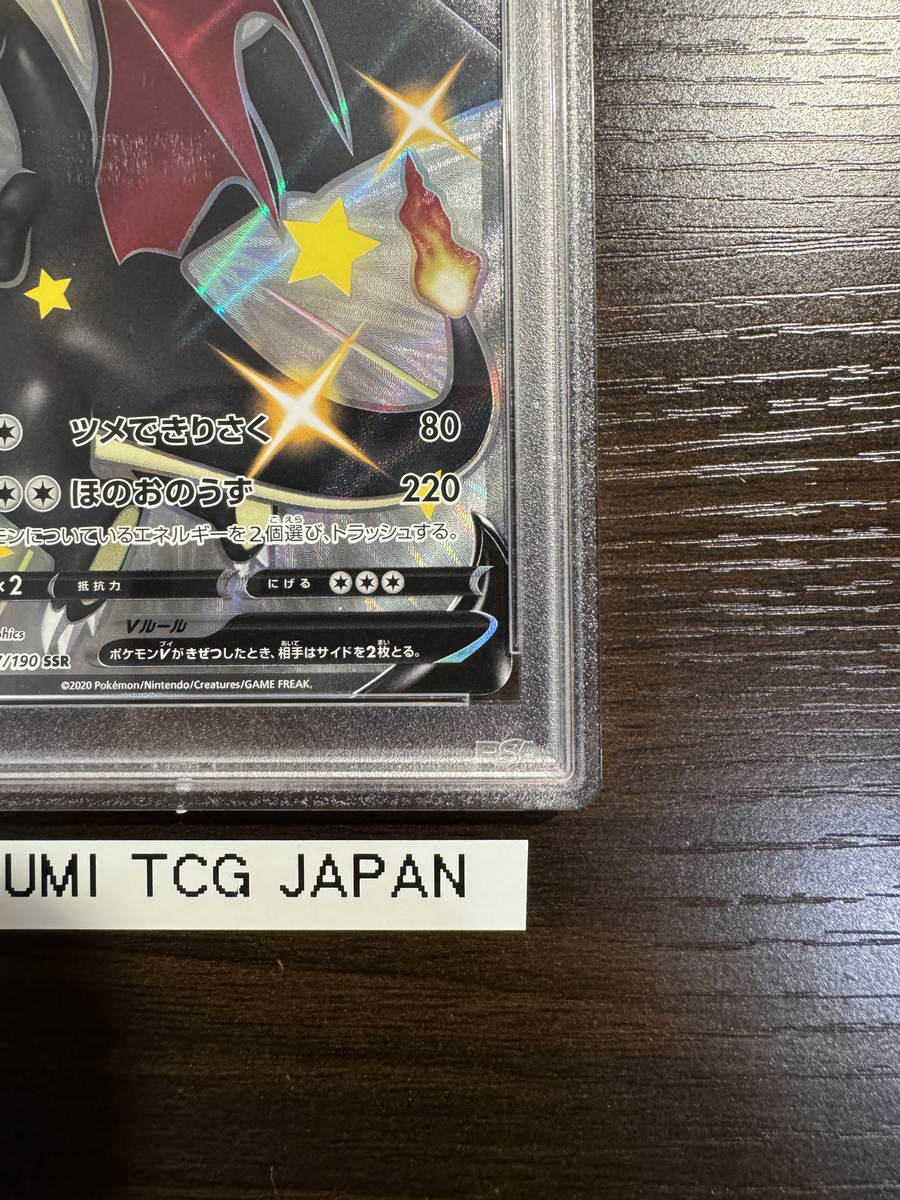 ツメできりさく 80
ほのおのうず 220
ンについているエネルギーを2個選び、トラッシュする。
×2 抵抗力 にげる
Vルール
ポケモンVがきぜつしたとき、相手はサイドを2枚とる。
/190 SSR
©2020 Pokémon/Nintendo/Creatures/GAME FREAK.
PSA
UMI TCG JAPAN